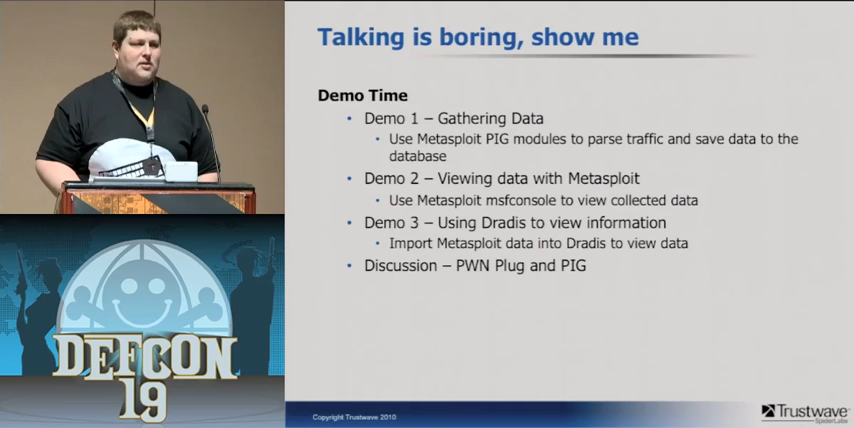 Talking is boring, show me
Demo Time
• Demo 1 – Gathering Data
• Use Metasploit PIG modules to parse traffic and save data to the
database
• Demo 2 – Viewing data with Metasploit
• Use Metasploit msfconsole to view collected data
• Demo 3 – Using Dradis to view information
• Import Metasploit data into Dradis to view data
• Discussion – PWN Plug and PIG
DEFCON
19
Copyright Trustwave 2010
Trustwave®
SpiderLabs